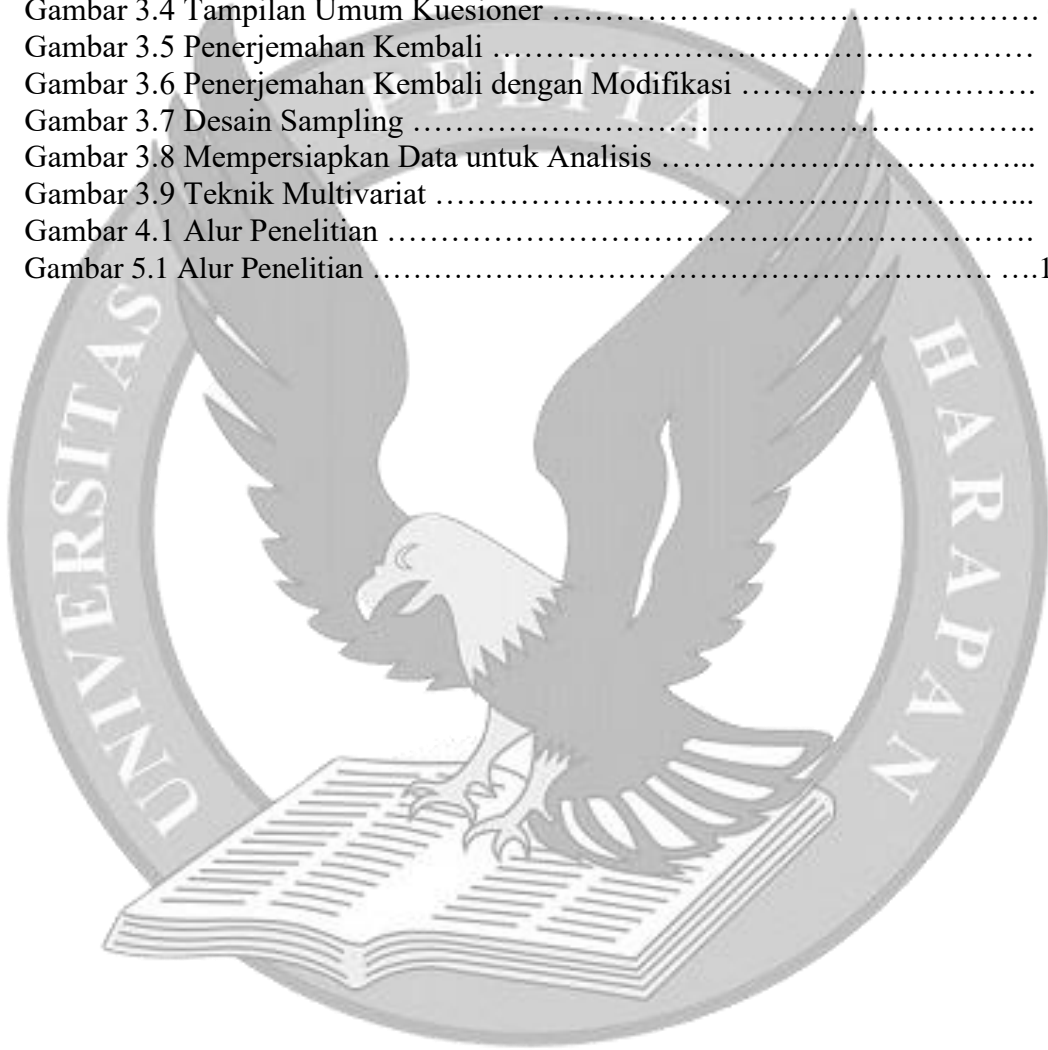 Gambar 3.4 Tampilan Umum Kuesioner ……………………………………………….
Gambar 3.5 Penerjemahan Kembali ……………………………………………………
Gambar 3.6 Penerjemahan Kembali dengan Modifikasi …………………………….
Gambar 3.7 Desain Sampling …………………………………………………………..
Gambar 3.8 Mempersiapkan Data untuk Analisis …………………………………...
Gambar 3.9 Teknik Multivariat ………………………………………………………...
Gambar 4.1 Alur Penelitian …………………………………………………………….
Gambar 5.1 Alur Penelitian …………………………………………………………… ….1
UNIVERSITAS PELITA HARAPAN